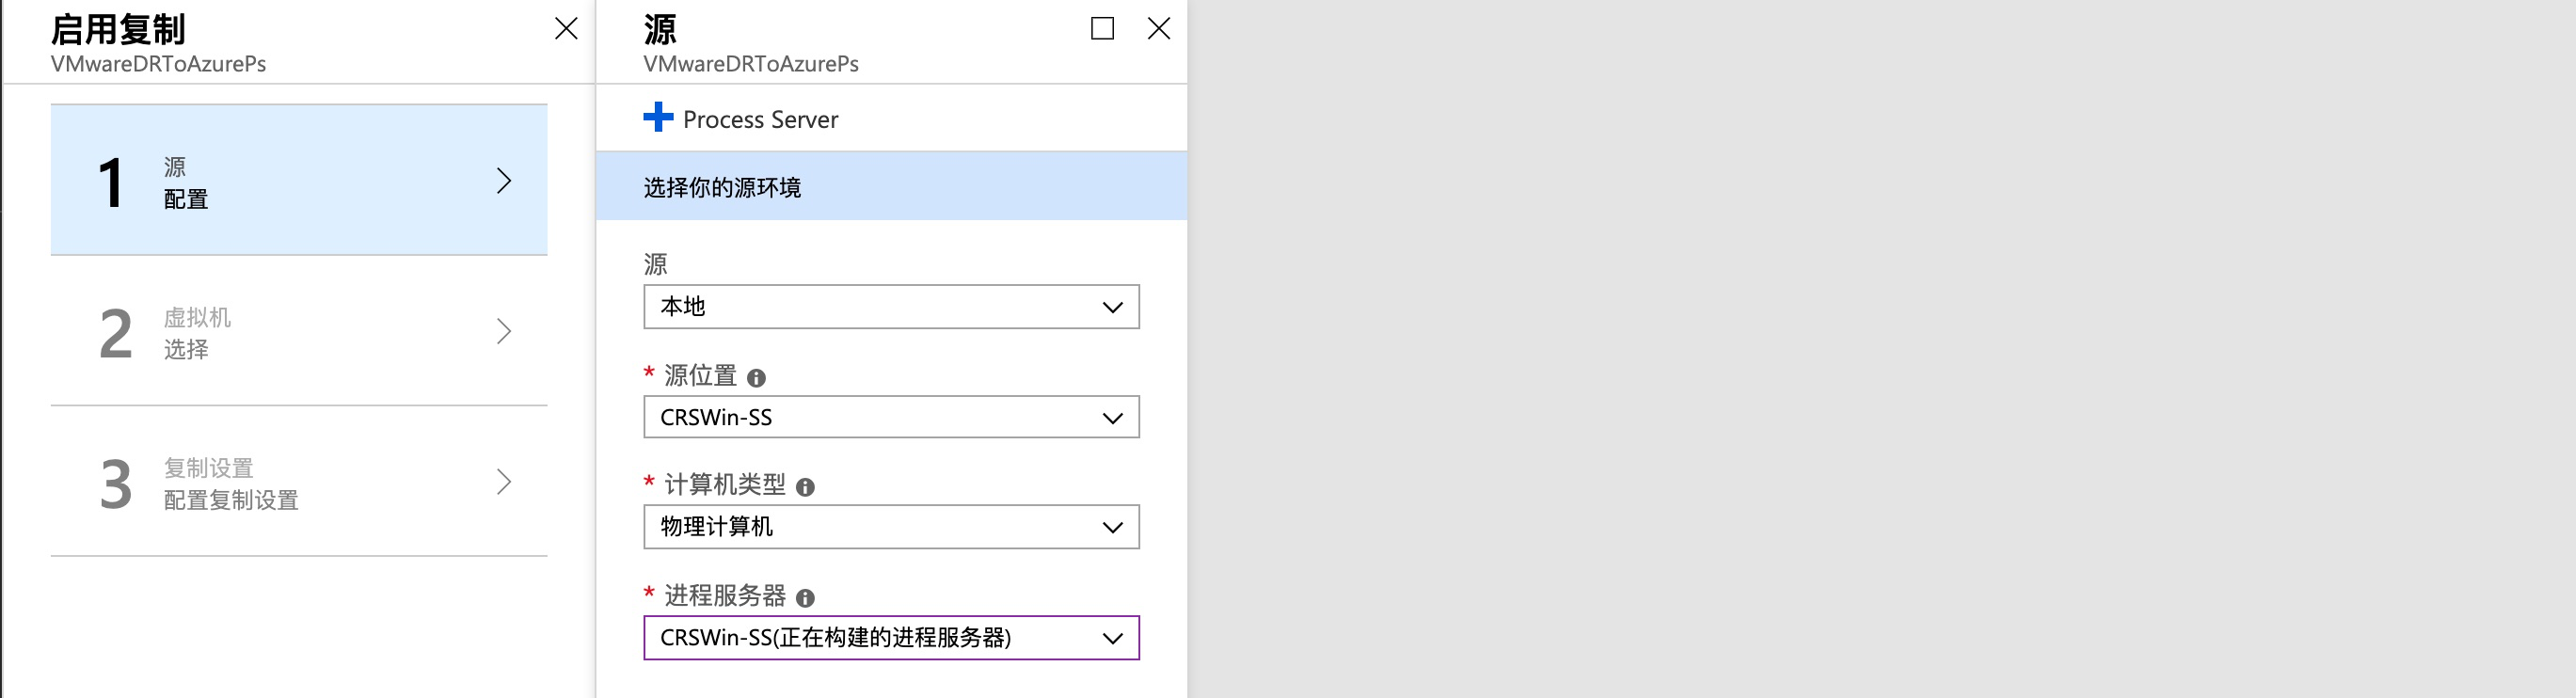 启用复制
VMwareDRToAzurePs
1
源
配置
2
虚拟机
选择
3
复制设置
配置复制设置
源
VMwareDRToAzurePs
Process Server
选择你的源环境
源
本地
* 源位置
CRSWin-SS
* 计算机类型
物理计算机
* 进程服务器
CRSWin-SS(正在构建的进程服务器)